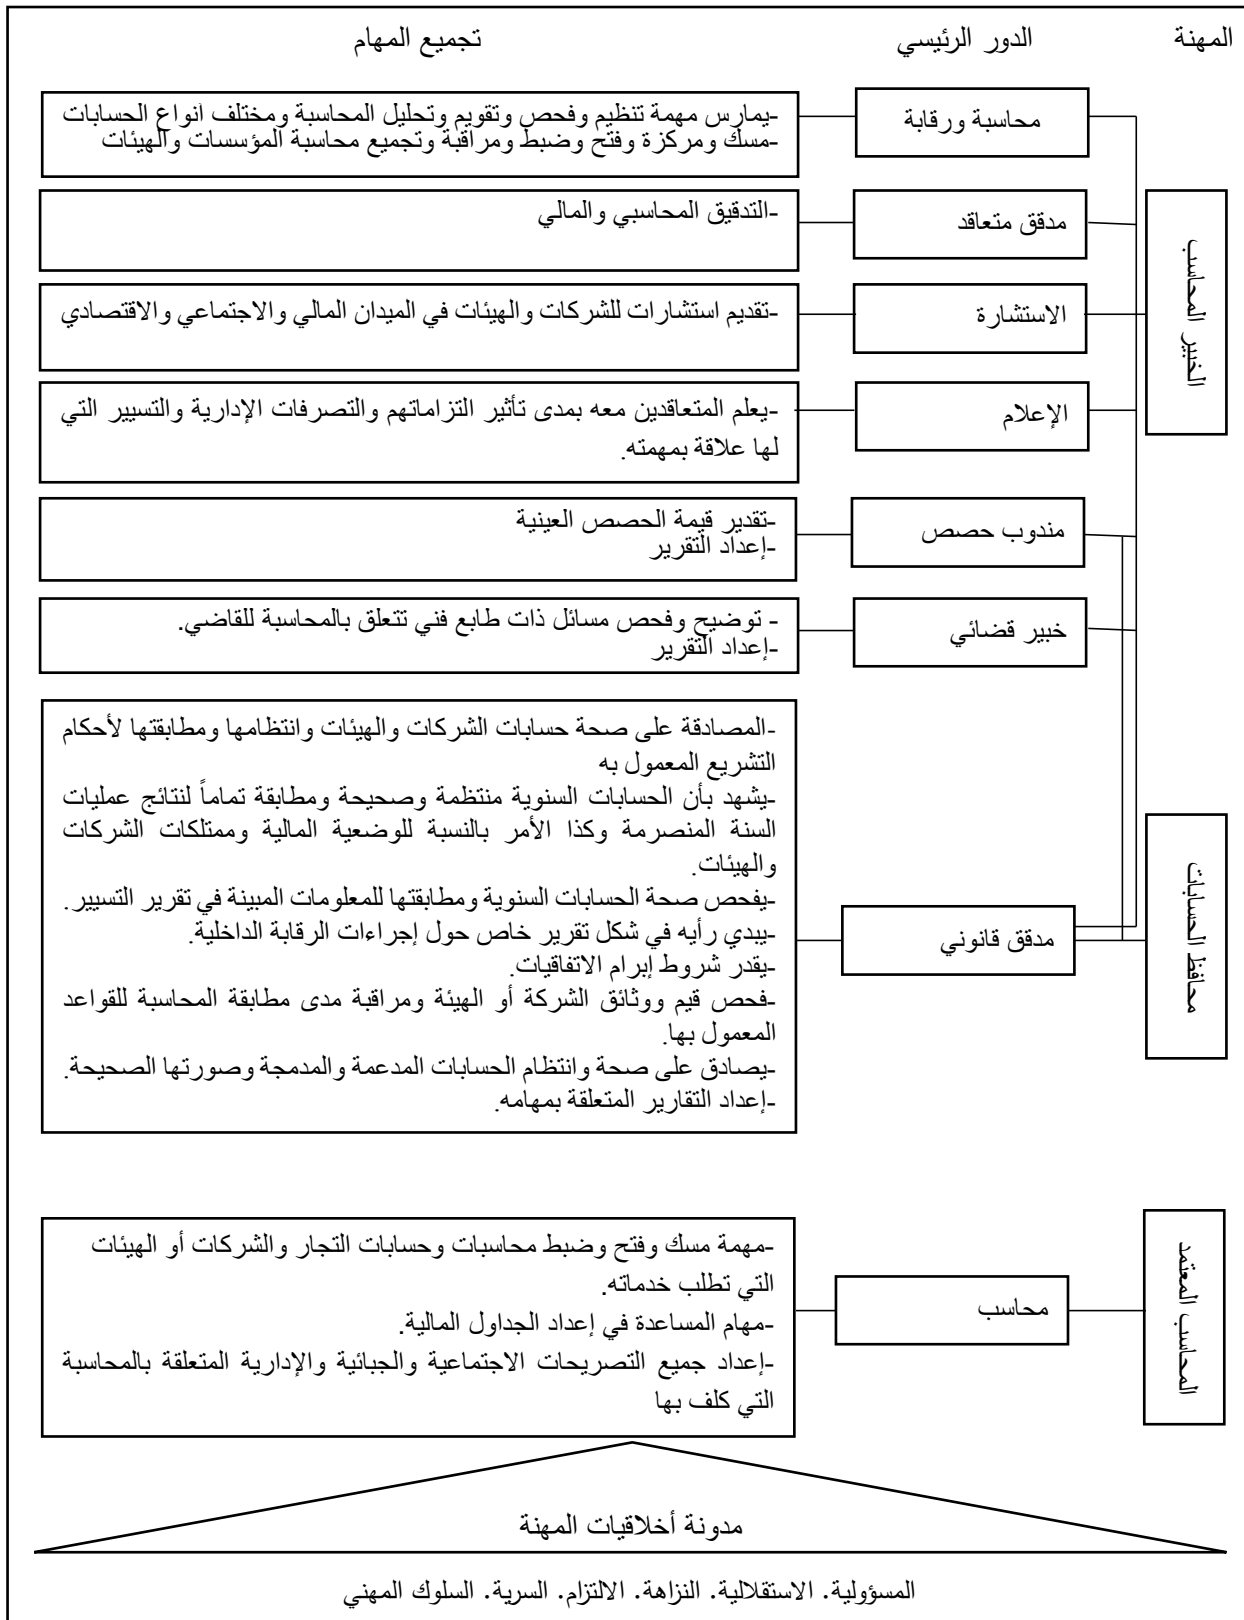 المهنة الدور الرئيسي تجميع المهام
محاسبة ورقابة
-يمارس مهمة تنظيم وفحص وتقويم وتحليل المحاسبة ومختلف أنواع الحسابات
-مسك ومركزة وفتح وضبط ومراقبة وتجميع محاسبة المؤسسات والهيئات
الخبير المحاسب
مدقق متعاقد
-التدقيق المحاسبي والمالي
الاستشارة
-تقديم استشارات للشركات والهيئات في الميدان المالي والاجتماعي والاقتصادي
الإعلام
-يعلم المتعاقدين معه بمدى تأثير التزاماتهم والتصرفات الإدارية والتسيير التي
لها علاقة بمهمته.
مندوب حصص
-تقدير قيمة الحصص العينية
-إعداد التقرير
خبير قضائي
- توضيح وفحص مسائل ذات طابع فني تتعلق بالمحاسبة للقاضي.
-إعداد التقرير
محافظ الحسابات
مدقق قانوني
-المصادقة على صحة حسابات الشركات والهيئات وانتظامها ومطابقتها لأحكام
التشريع المعمول به
-يشهد بأن الحسابات السنوية منتظمة وصحيحة ومطابقة تماماً لنتائج عمليات
السنة المنصرمة وكذا الأمر بالنسبة للوضعية المالية وممتلكات الشركات
والهيئات.
-يفحص صحة الحسابات السنوية ومطابقتها للمعلومات المبينة في تقرير التسيير.
-يبدي رأيه في شكل تقرير خاص حول إجراءات الرقابة الداخلية.
-يقدر شروط إبرام الاتفاقيات.
-فحص قيم ووثائق الشركة أو الهيئة ومراقبة مدى مطابقة المحاسبة للقواعد
المعمول بها.
-يصادق على صحة وانتظام الحسابات المدعمة والمدمجة وصورتها الصحيحة.
-إعداد التقارير المتعلقة بمهامه.
المحاسب المعتمد
محاسب
-مهمة مسك وفتح وضبط محاسبات وحسابات التجار والشركات أو الهيئات
التي تطلب خدماته.
-مهام المساعدة في إعداد الجداول المالية.
-إعداد جميع التصريحات الاجتماعية والجبائية والإدارية المتعلقة بالمحاسبة
التي كلف بها
مدونة أخلاقيات المهنة
المسؤولية. الاستقلالية. النزاهة. الالتزام. السرية. السلوك المهني